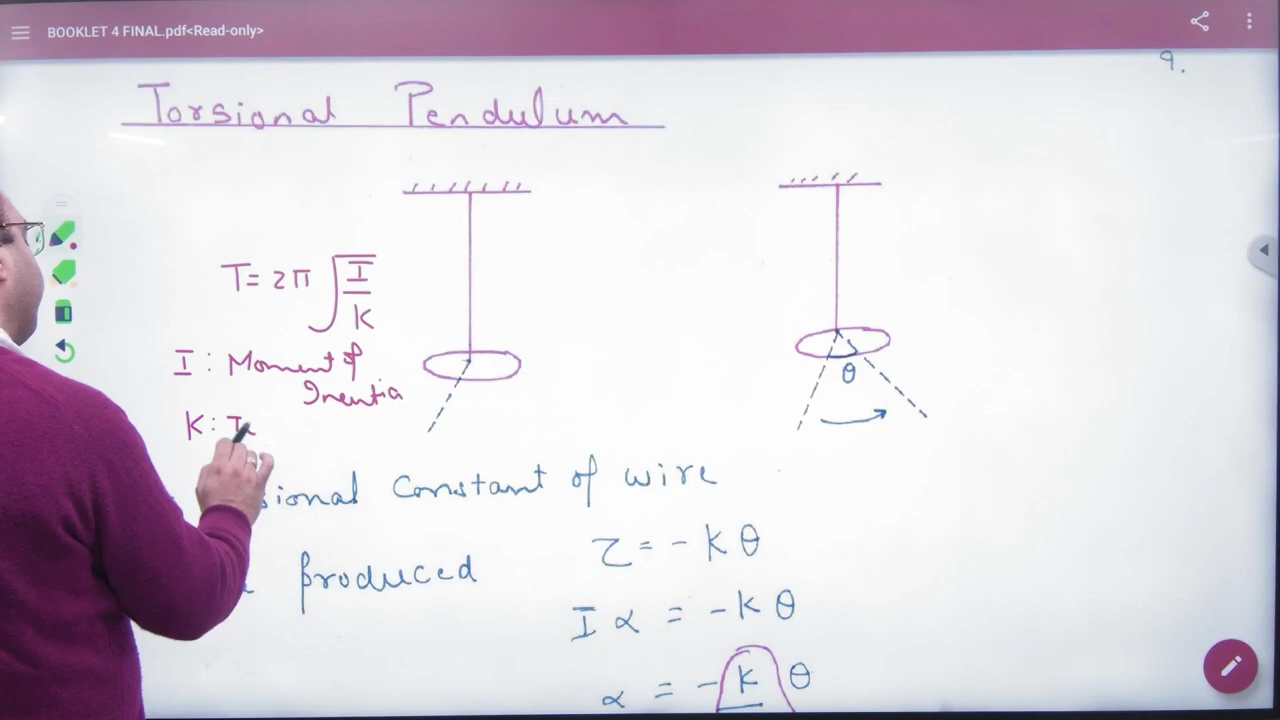 BOOKLET 4 FINAL.pdf<Read-only>
9.
Torsional Pendulum
T= 2π √I/K
I : Moment of
Inertia
K:
θ
sional constant of wire
τ = - K θ
produced
I α = - K θ
α = - K θ